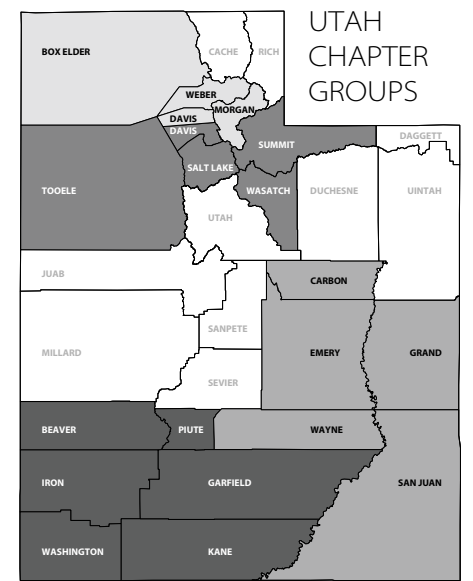 UTAH
CHAPTER
GROUPS
BOX ELDER
CACHE
RICH
WEBER
MORGAN
DAVIS
DAVIS
DAGGETT
SUMMIT
SALT LAKE
TOOELE
WASATCH
DUCHESNE
UINTAH
UTAH
JUAB
CARBON
SANPETE
MILLARD
EMERY
GRAND
SEVIER
BEAVER
PIUTE
WAYNE
IRON
GARFIELD
SAN JUAN
WASHINGTON
KANE